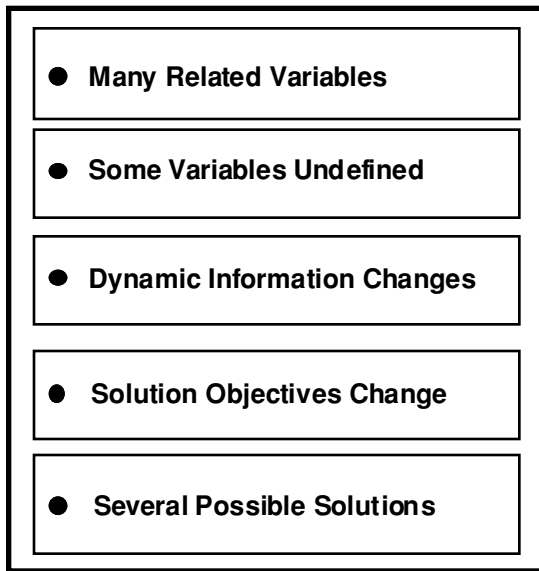 ● Many Related Variables
● Some Variables Undefined
● Dynamic Information Changes
● Solution Objectives Change
● Several Possible Solutions